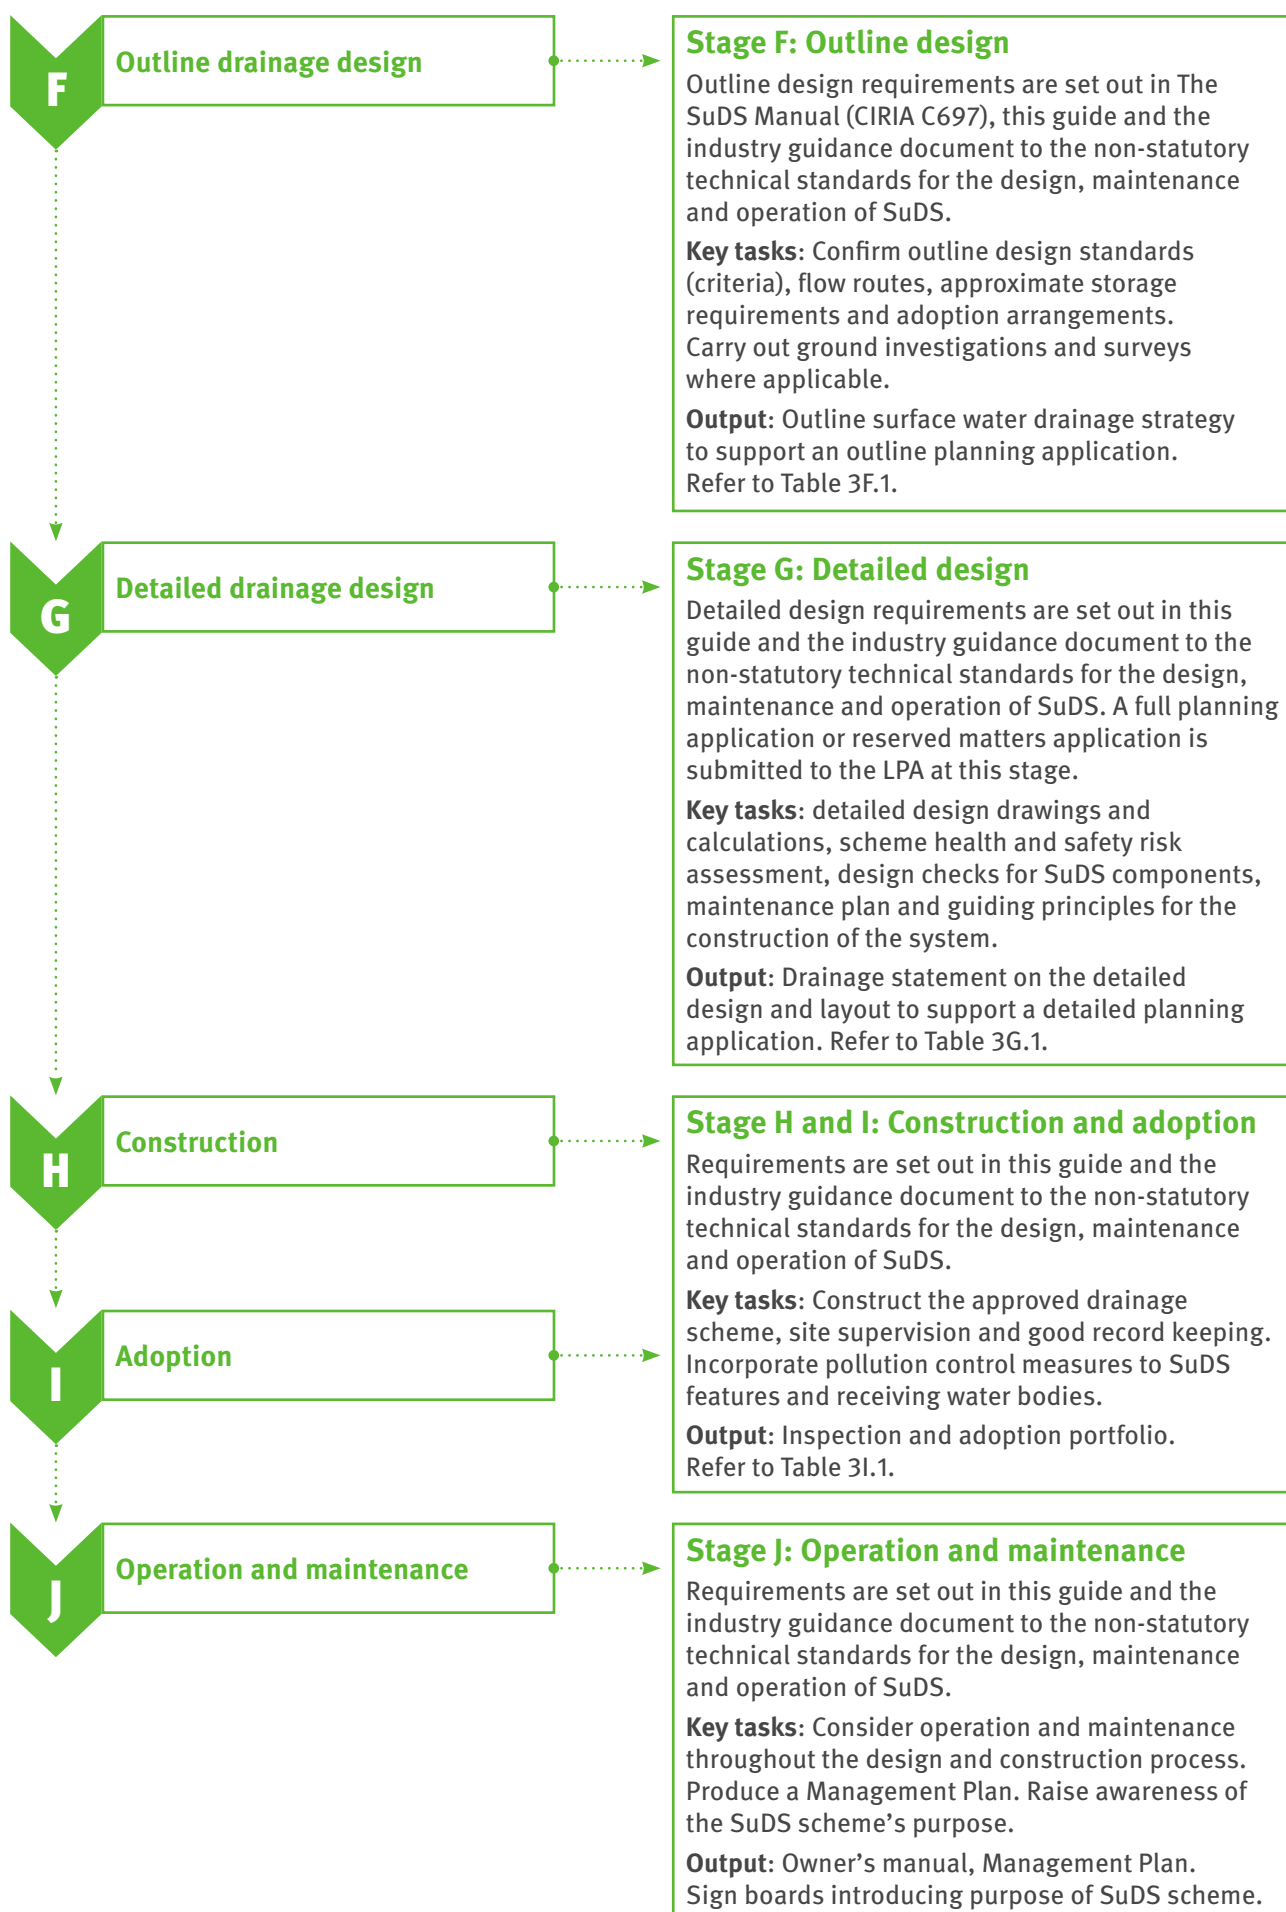 F
Outline drainage design
Stage F: Outline design
Outline design requirements are set out in The
SuDS Manual (CIRIA C697), this guide and the
industry guidance document to the non-statutory
technical standards for the design, maintenance
and operation of SuDS.
Key tasks: Confirm outline design standards
(criteria), flow routes, approximate storage
requirements and adoption arrangements.
Carry out ground investigations and surveys
where applicable.
Output: Outline surface water drainage strategy
to support an outline planning application.
Refer to Table 3F.1.
G
Detailed drainage design
Stage G: Detailed design
Detailed design requirements are set out in this
guide and the industry guidance document to the
non-statutory technical standards for the design,
maintenance and operation of SuDS. A full planning
application or reserved matters application is
submitted to the LPA at this stage.
Key tasks: detailed design drawings and
calculations, scheme health and safety risk
assessment, design checks for SuDS components,
maintenance plan and guiding principles for the
construction of the system.
Output: Drainage statement on the detailed
design and layout to support a detailed planning
application. Refer to Table 3G.1.
H
Construction
I
Adoption
Stage H and I: Construction and adoption
Requirements are set out in this guide and the
industry guidance document to the non-statutory
technical standards for the design, maintenance
and operation of SuDS.
Key tasks: Construct the approved drainage
scheme, site supervision and good record keeping.
Incorporate pollution control measures to SuDS
features and receiving water bodies.
Output: Inspection and adoption portfolio.
Refer to Table 3I.1.
J
Operation and maintenance
Stage J: Operation and maintenance
Requirements are set out in this guide and the
industry guidance document to the non-statutory
technical standards for the design, maintenance
and operation of SuDS.
Key tasks: Consider operation and maintenance
throughout the design and construction process.
Produce a Management Plan. Raise awareness of
the SuDS scheme's purpose.
Output: Owner's manual, Management Plan.
Sign boards introducing purpose of SuDS scheme.